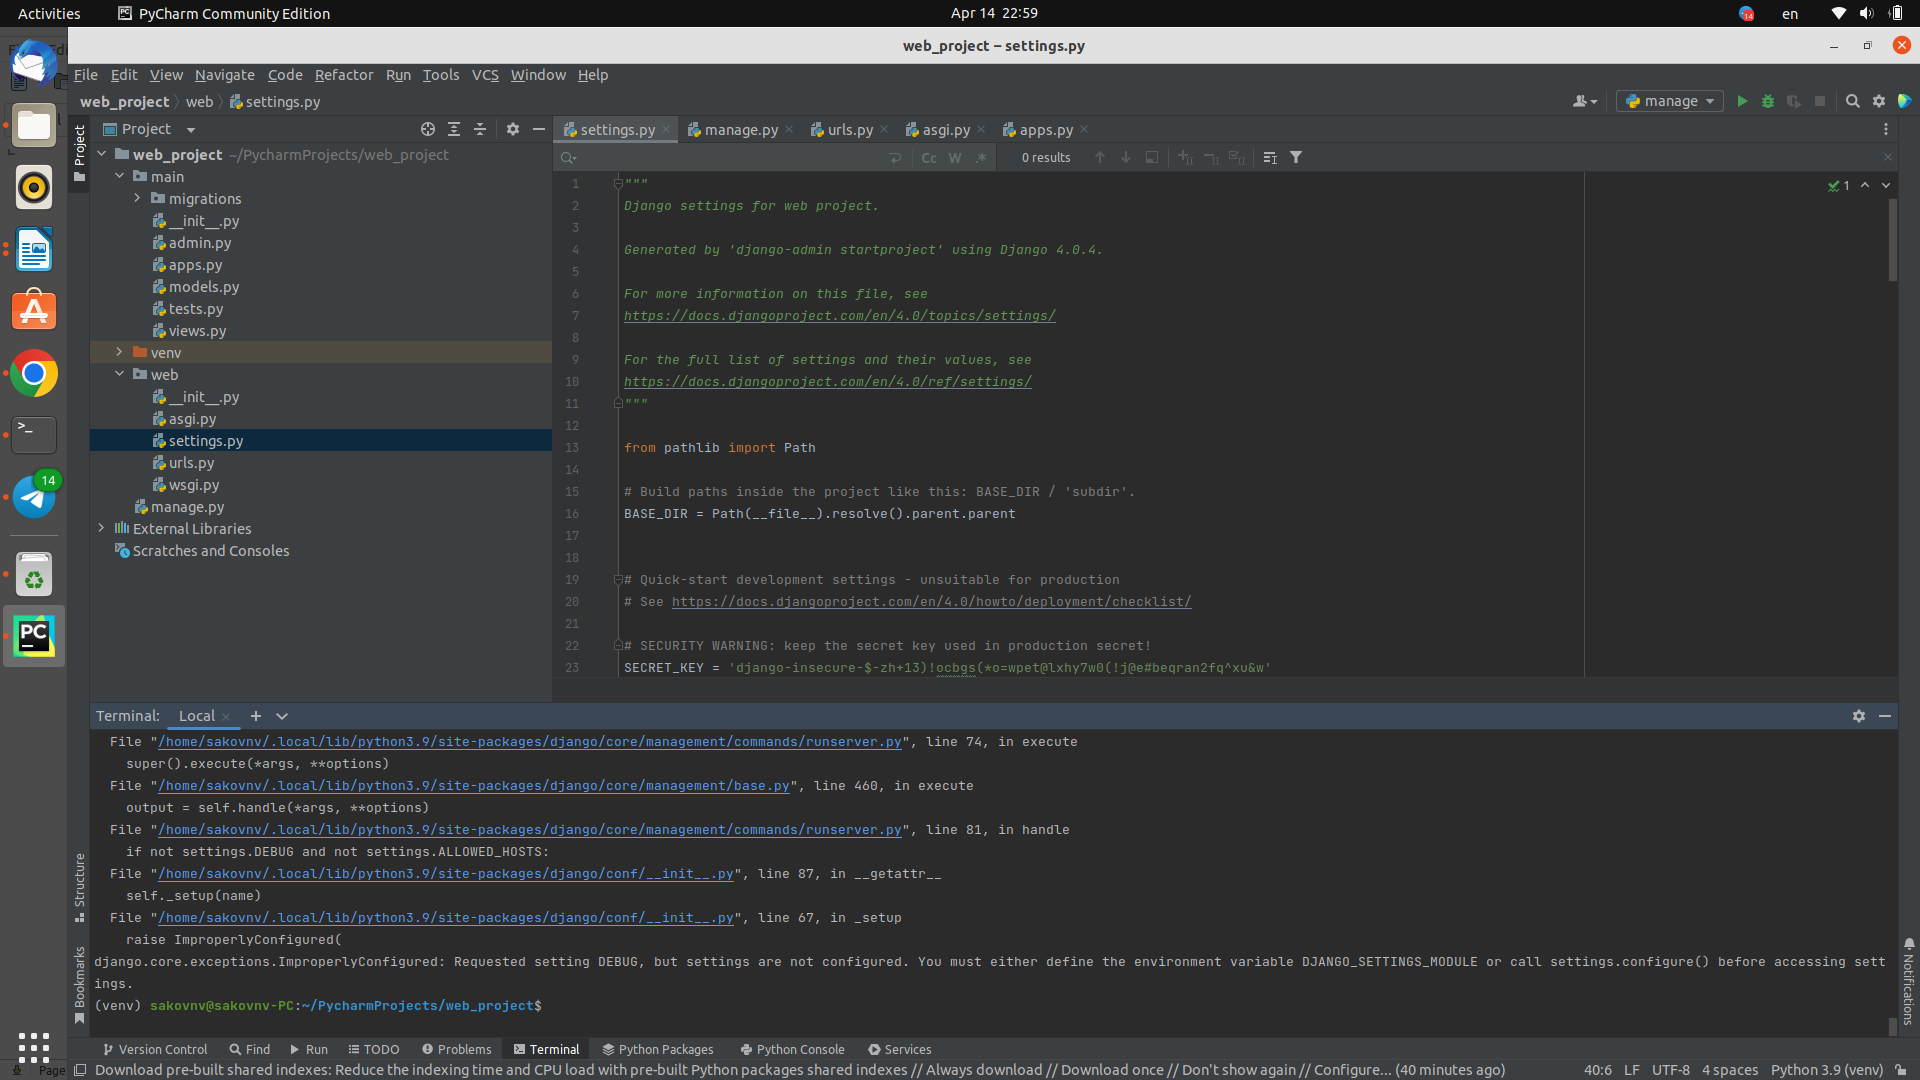 Activities
PyCharm Community Edition
Apr 14 22:59
14
en
web_project – settings.py
File Edit View Navigate Code Refactor Run Tools VCS Window Help
web_project
web
settings.py
manage
Project
settings.py
manage.py
urls.py
asgi.py
apps.py
Project
web_project ~/PycharmProjects/web_project
main
migrations
__init__.py
admin.py
apps.py
models.py
tests.py
views.py
venv
web
__init__.py
asgi.py
settings.py
urls.py
wsgi.py
manage.py
External Libraries
Scratches and Consoles
14
Cc W .* 0 results
1
1 """
2 Django settings for web project.
3
4 Generated by 'django-admin startproject' using Django 4.0.4.
5
6 For more information on this file, see
7 https://docs.djangoproject.com/en/4.0/topics/settings/
8
9 For the full list of settings and their values, see
10 https://docs.djangoproject.com/en/4.0/ref/settings/
11 """
12
13 from pathlib import Path
14
15 # Build paths inside the project like this: BASE_DIR / 'subdir'.
16 BASE_DIR = Path(__file__).resolve().parent.parent
17
18
19 # Quick-start development settings - unsuitable for production
20 # See https://docs.djangoproject.com/en/4.0/howto/deployment/checklist/
21
22 # SECURITY WARNING: keep the secret key used in production secret!
23 SECRET_KEY = 'django-insecure-$-zh+13)!ocbgs(*o=wpet@lxhy7w0(!j@e#beqran2fq^xu&w'
Terminal: Local
File "/home/sakovnv/.local/lib/python3.9/site-packages/django/core/management/commands/runserver.py", line 74, in execute
super().execute(*args, **options)
File "/home/sakovnv/.local/lib/python3.9/site-packages/django/core/management/base.py", line 460, in execute
output = self.handle(*args, **options)
File "/home/sakovnv/.local/lib/python3.9/site-packages/django/core/management/commands/runserver.py", line 81, in handle
if not settings.DEBUG and not settings.ALLOWED_HOSTS:
File "/home/sakovnv/.local/lib/python3.9/site-packages/django/conf/__init__.py", line 87, in __getattr__
self._setup(name)
File "/home/sakovnv/.local/lib/python3.9/site-packages/django/conf/__init__.py", line 67, in _setup
raise ImproperlyConfigured(
django.core.exceptions.ImproperlyConfigured: Requested setting DEBUG, but settings are not configured. You must either define the environment variable DJANGO_SETTINGS_MODULE or call settings.configure() before accessing sett
ings.
(venv) sakovnv@sakovnv-PC:~/PycharmProjects/web_project$
Structure
Bookmarks
Notifications
Version Control Find Run TODO Problems Terminal Python Packages Python Console Services
Page
Download pre-built shared indexes: Reduce the indexing time and CPU load with pre-built Python packages shared indexes // Always download // Download once // Don't show again // Configure... (40 minutes ago)
40:6 LF UTF-8 4 spaces Python 3.9 (venv)